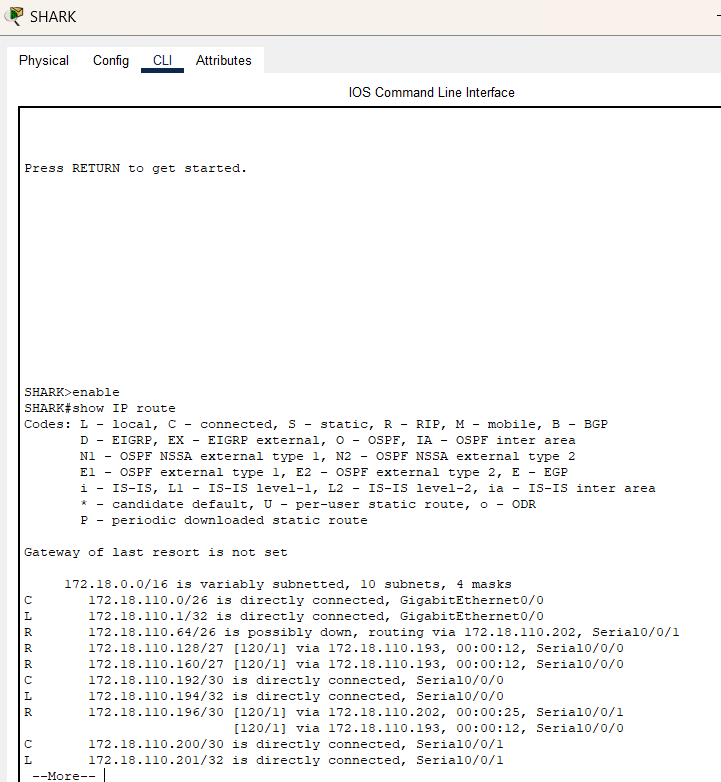 SHARK
Physical Config CLI Attributes
IOS Command Line Interface
Press RETURN to get started.
SHARK>enable
SHARK#show IP route
Codes: L - local, C - connected, S - static, R - RIP, M - mobile, B - BGP
D - EIGRP, EX - EIGRP external, O - OSPF, IA - OSPF inter area
N1 - OSPF NSSA external type 1, N2 - OSPF NSSA external type 2
E1 - OSPF external type 1, E2 - OSPF external type 2, E - EGP
i - IS-IS, L1 - IS-IS level-1, L2 - IS-IS level-2, ia - IS-IS inter area
* - candidate default, U - per-user static route, o - ODR
P - periodic downloaded static route
Gateway of last resort is not set
172.18.0.0/16 is variably subnetted, 10 subnets, 4 masks
C 172.18.110.0/26 is directly connected, GigabitEthernet0/0
L 172.18.110.1/32 is directly connected, GigabitEthernet0/0
R 172.18.110.64/26 is possibly down, routing via 172.18.110.202, Serial0/0/1
R 172.18.110.128/27 [120/1] via 172.18.110.193, 00:00:12, Serial0/0/0
R 172.18.110.160/27 [120/1] via 172.18.110.193, 00:00:12, Serial0/0/0
C 172.18.110.192/30 is directly connected, Serial0/0/0
L 172.18.110.194/32 is directly connected, Serial0/0/0
R 172.18.110.196/30 [120/1] via 172.18.110.202, 00:00:25, Serial0/0/1
[120/1] via 172.18.110.193, 00:00:12, Serial0/0/0
C 172.18.110.200/30 is directly connected, Serial0/0/1
L 172.18.110.201/32 is directly connected, Serial0/0/1
--More--